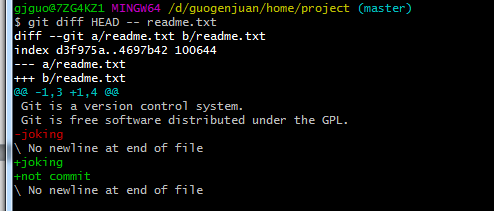 gjguo@7ZG4KZ1 MINGW64 /d/guogenjuan/home/project (master)
$ git diff HEAD -- readme.txt
diff --git a/readme.txt b/readme.txt
index d3f975a..4697b42 100644
--- a/readme.txt
+++ b/readme.txt
@@ -1,3 +1,4 @@
 Git is a version control system.
 Git is free software distributed under the GPL.
-joking
\ No newline at end of file
+joking
+not commit
\ No newline at end of file